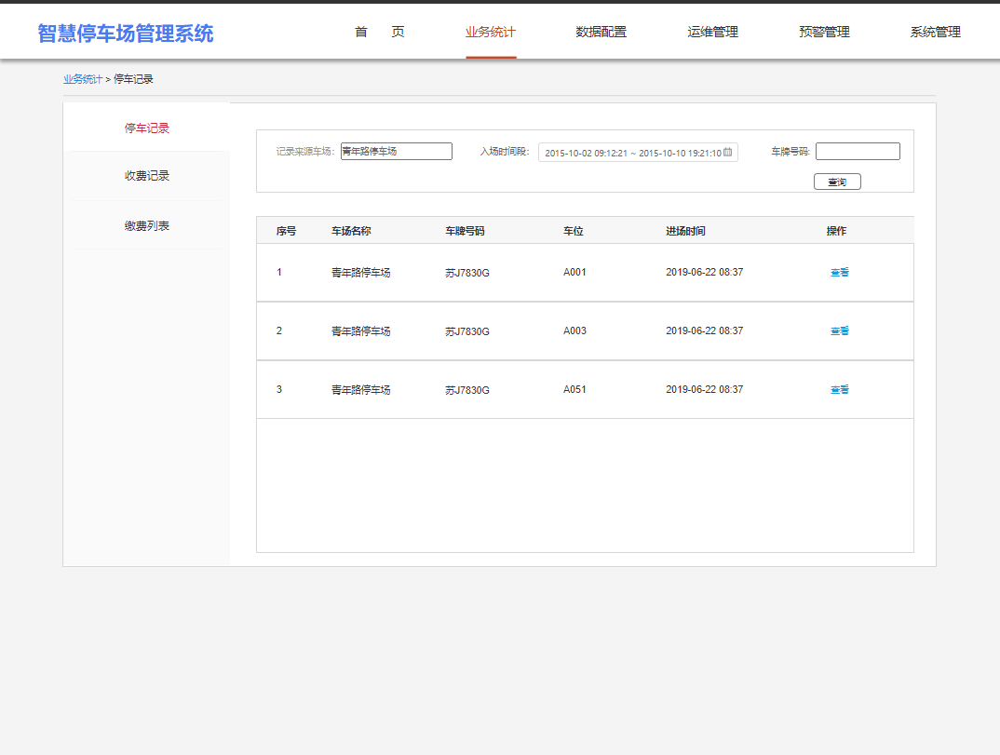 智慧停车场管理系统 首 页 业务统计 数据配置 运维管理 预警管理 系统管理
业务统计 > 停车记录
停车记录
收费记录
缴费列表
记录来源车场: 青年路停车场 入场时间段: 2015-10-02 09:12:21 ~ 2015-10-10 19:21:10 车牌号码:
查询
序号 车场名称 车牌号码 车位 进场时间 操作
1 青年路停车场 苏J7830G A001 2019-06-22 08:37 查看
2 青年路停车场 苏J7830G A003 2019-06-22 08:37 查看
3 青年路停车场 苏J7830G A051 2019-06-22 08:37 查看